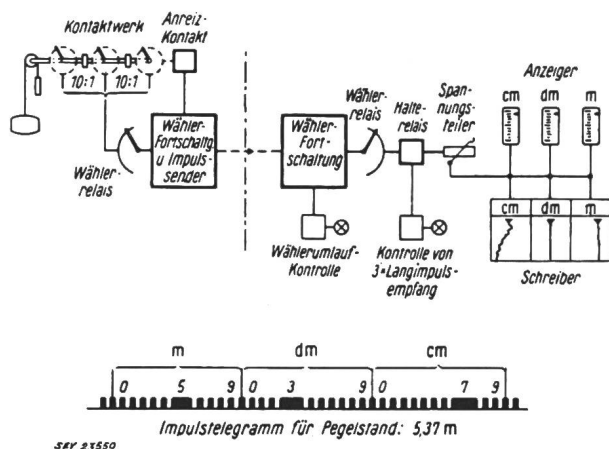 Kontaktwerk
Anreiz-
Kontakt
10:1 10:1
Wähler-
relais
Wähler-
Fortschaltg
u Impuls-
sender
Wähler-
Fort-
schaltung
Wähler-
relais
Halte-
relais
Span-
nungs-
teiler
Anzeiger
cm dm m
cm dm m
Schreiber
Wählerumlauf-
Kontrolle
Kontrolle von
3×Langimpuls-
empfang
m dm cm
0 5 9 0 3 9 0 7 9
Impulstelegramm für Pegelstand: 5,37 m
SKV 23550